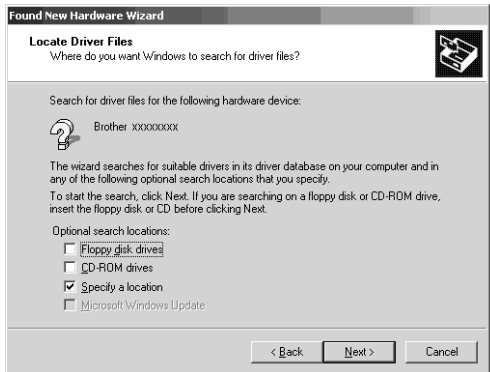 Found New Hardware Wizard
Locate Driver Files
Where do you want Windows to search for driver files?
Search for driver files for the following hardware device:
Brother xxxxxxxx
The wizard searches for suitable drivers in its driver database on your computer and in
any of the following optional search locations that you specify.
To start the search, click Next. If you are searching on a floppy disk or CD-ROM drive,
insert the floppy disk or CD before clicking Next.
Optional search locations:
Floppy disk drives
CD-ROM drives
Specify a location
Microsoft Windows Update
< Back Next > Cancel